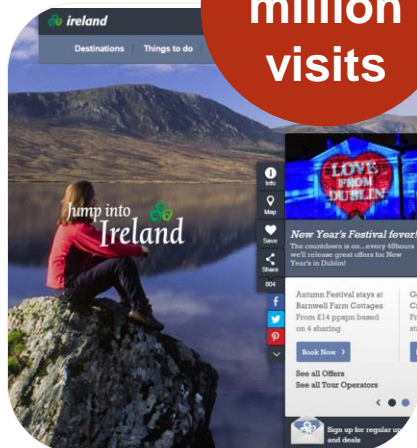 million
visits
ireland
Destinations Things to do
Jump into
Ireland
Info
Map
Save
Share
804
LOVE
FROM
DUBLIN
New Year's Festival fever!
The countdown is on...every 48hours
we'll release great offers for New
Year's in Dublin!
Autumn Festival stays at
Barnwell Farm Cottages
From £14 pppn based
on 4 sharing
Book Now >
See all Offers
See all Tour Operators
Sign up for regular
and deals